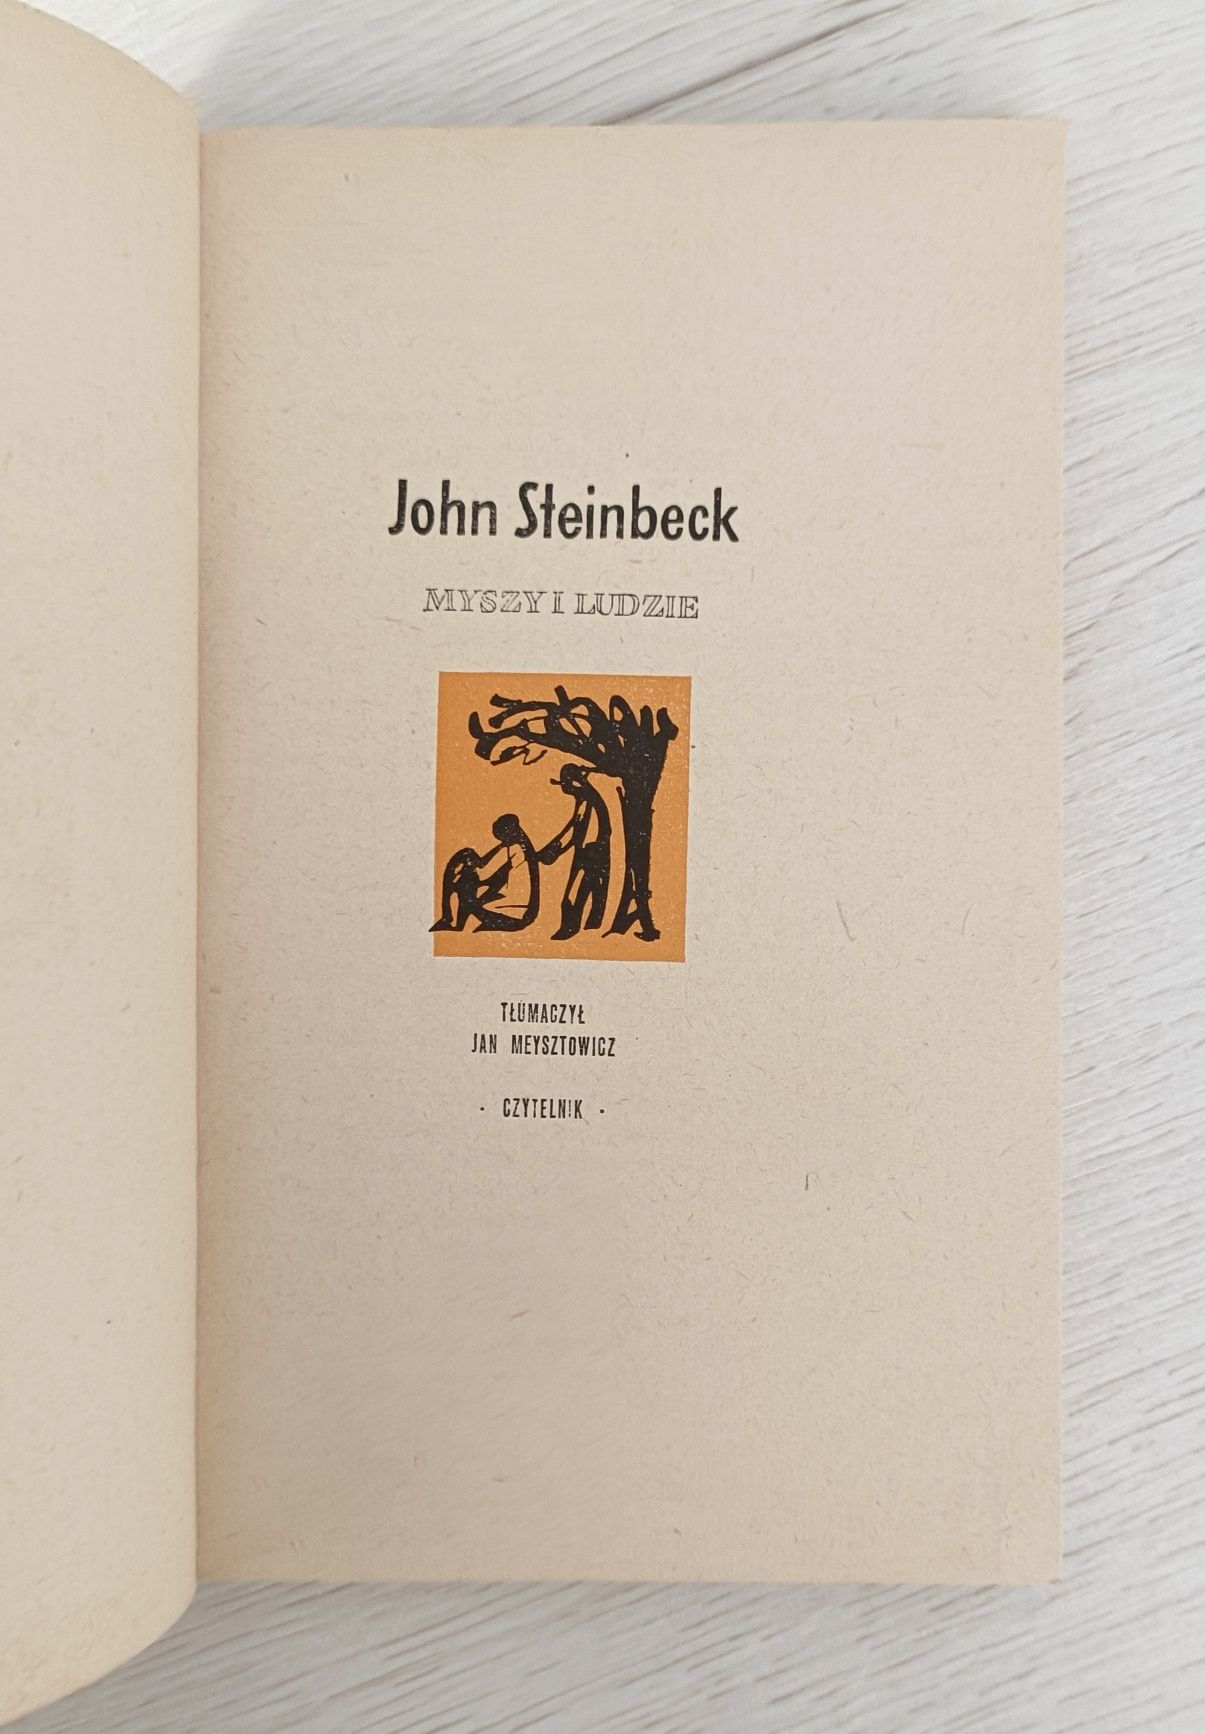 John Steinbeck
MYSZY I LUDZIE
TŁUMACZYŁ
JAN MEYSZTOWICZ
· CZYTELNIK ·